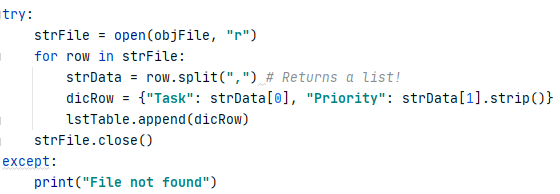 try:
    strFile = open(objFile, "r")
    for row in strFile:
        strData = row.split(",") # Returns a list!
        dicRow = {"Task": strData[0], "Priority": strData[1].strip()}
        lstTable.append(dicRow)
    strFile.close()
except:
    print("File not found")